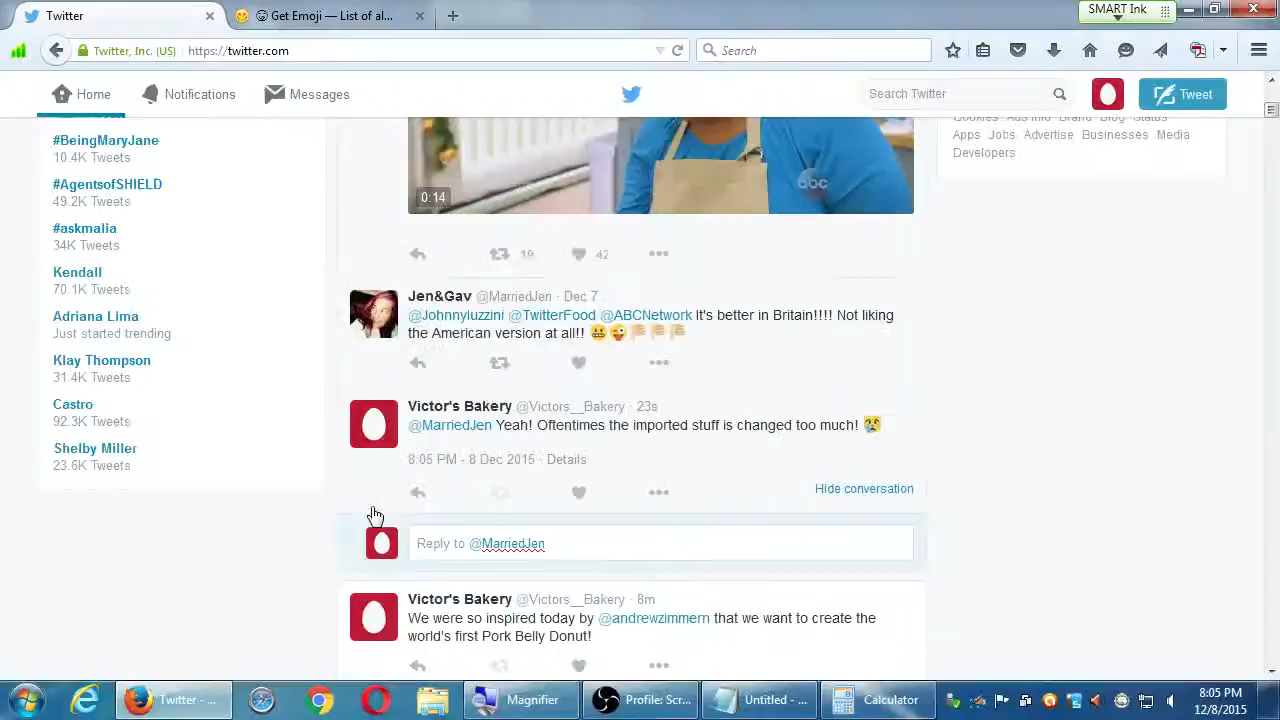 Twitter
Get Emoji — List of al...
SMART Ink
Twitter, Inc. (US)
https://twitter.com
Search
Home
Notifications
Messages
Search Twitter
Tweet
#BeingMaryJane
10.4K Tweets
#AgentsofSHIELD
49.2K Tweets
#askmalia
34K Tweets
Kendall
70.1K Tweets
Adriana Lima
Just started trending
Klay Thompson
31.4K Tweets
Castro
92.3K Tweets
Shelby Miller
23.6K Tweets
abc
0:14
19
42
Jen&Gav @MarriedJen · Dec 7
@Johnnyiuzzini @TwitterFood @ABCNetwork It's better in Britain!!!! Not liking
the American version at all!! 😬😜👎👎👎
Victor's Bakery @Victors__Bakery · 23s
@MarriedJen Yeah! Oftentimes the imported stuff is changed too much! 😿
8:05 PM - 8 Dec 2015 · Details
Hide conversation
Reply to @MarriedJen
Victor's Bakery @Victors__Bakery · 8m
We were so inspired today by @andrewzimmern that we want to create the
world's first Pork Belly Donut!
Cookies Ads info Brand Blog Status
Apps Jobs Advertise Businesses Media
Developers
Twitter - ...
Magnifier
Profile: Scr...
Untitled - ...
Calculator
8:05 PM
12/8/2015